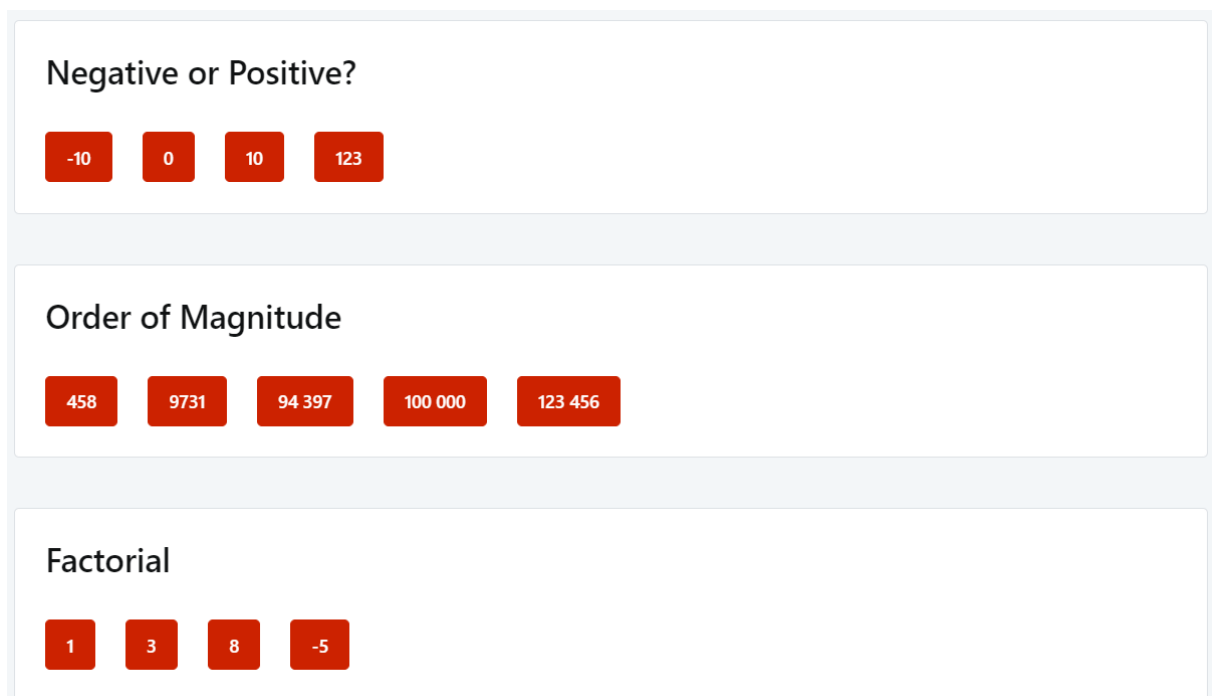 Negative or Positive?
-10 0 10 123
Order of Magnitude
458 9731 94 397 100 000 123 456
Factorial
1 3 8 -5